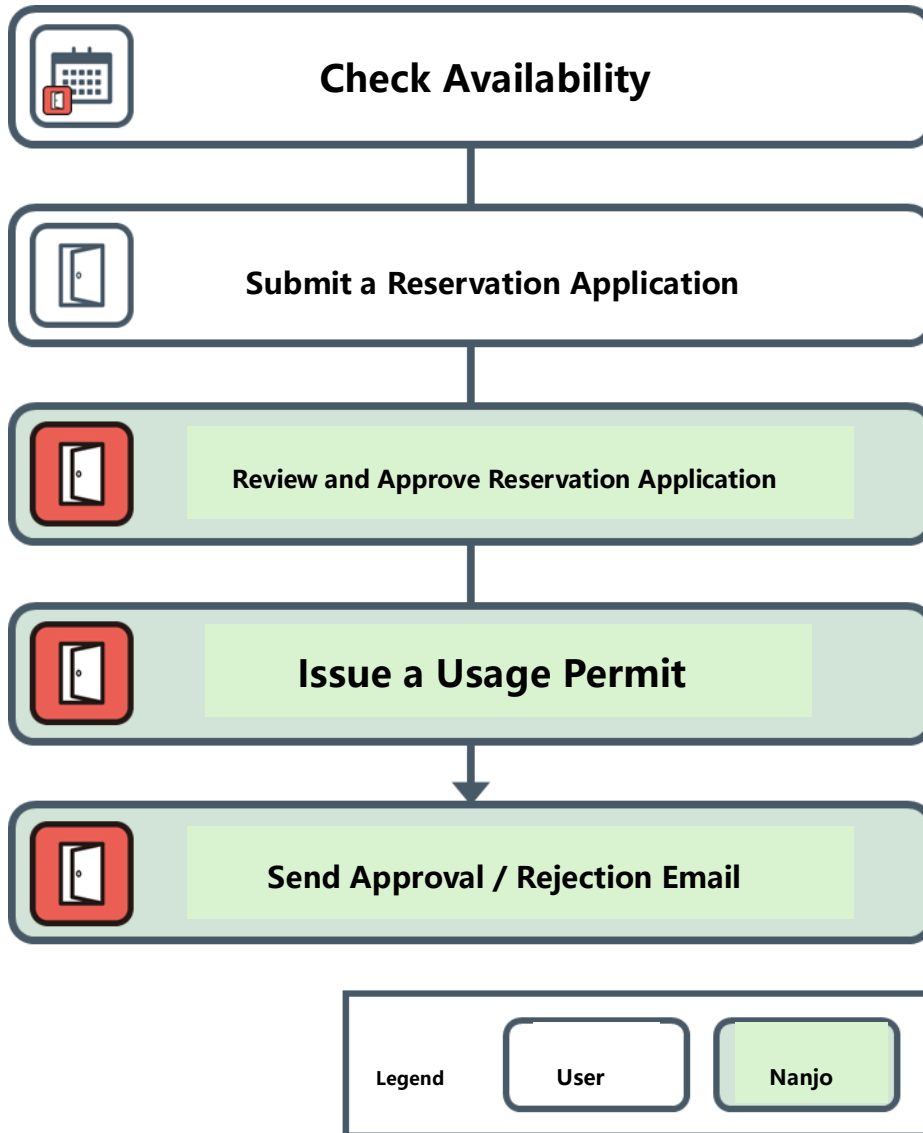 Check Availability
Submit a Reservation Application
Review and Approve Reservation Application
Issue a Usage Permit
Send Approval / Rejection Email
Legend
User
Nanjo